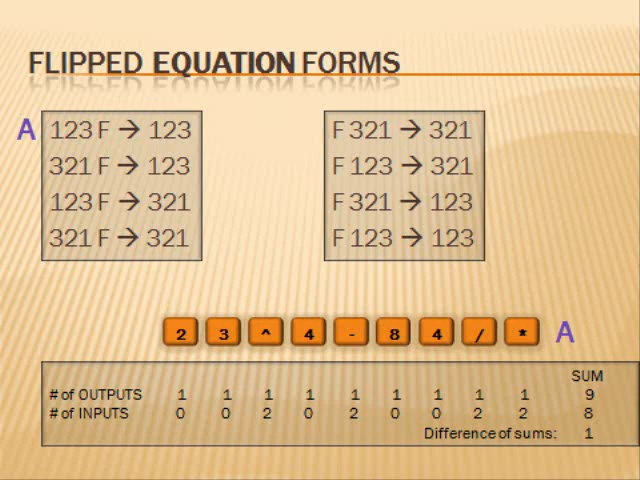 FLIPPED EQUATION FORMS
A
123 F → 123
321 F → 123
123 F → 321
321 F → 321
F 321 → 321
F 123 → 321
F 321 → 123
F 123 → 123
2 3 ^ 4 - 8 4 / * A
SUM
# of OUTPUTS 1 1 1 1 1 1 1 1 1 9
# of INPUTS 0 0 2 0 2 0 0 2 2 8
Difference of sums: 1